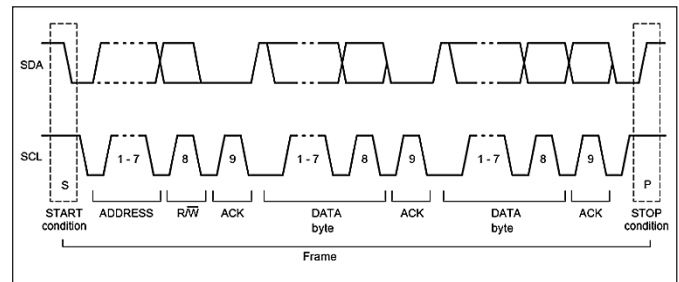 SDA
SCL
1 - 7 8 9 1 - 7 8 9 1 - 7 8 9
S P
START condition ADDRESS R/W̅ ACK DATA byte ACK DATA byte ACK STOP condition
Frame